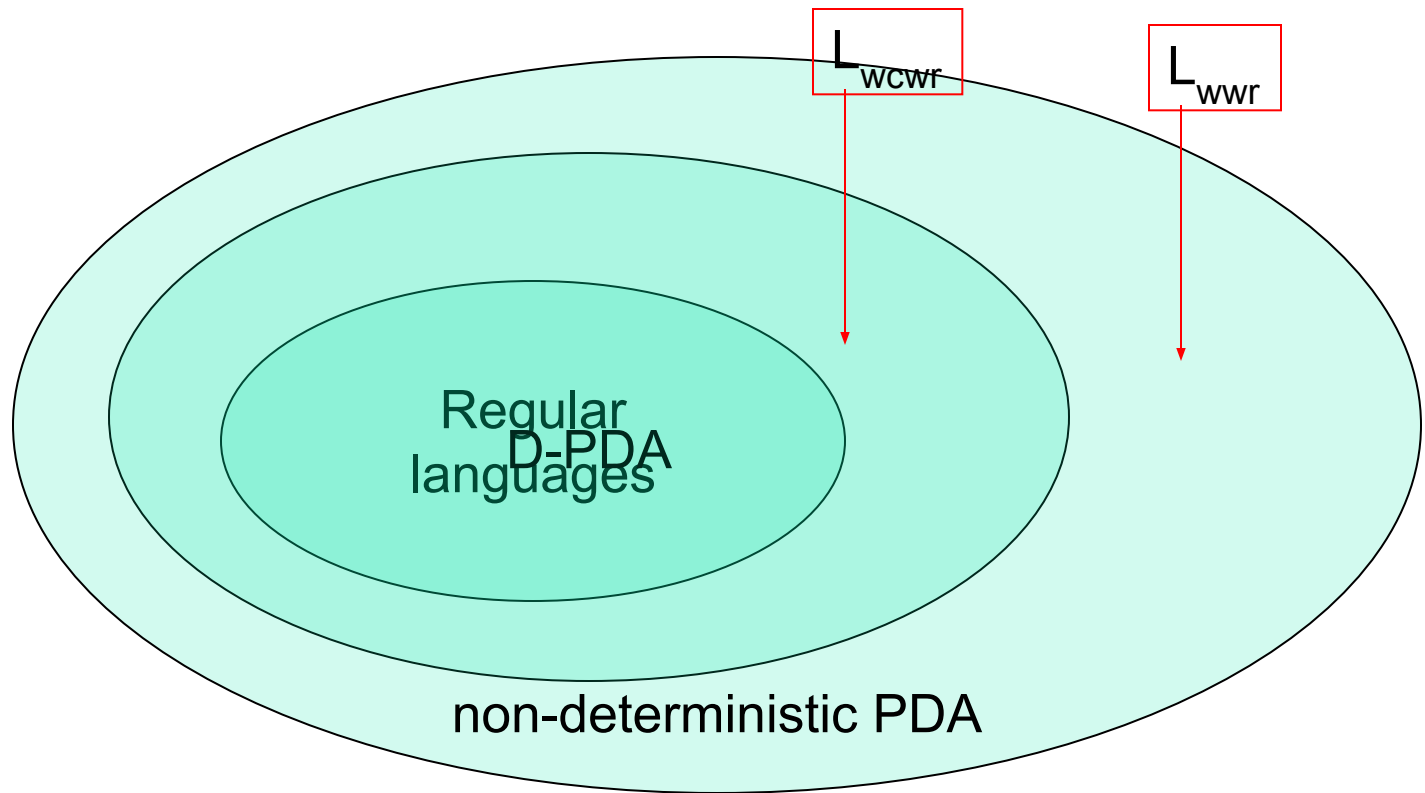 Lwcwr
Lwwr
Regular
D-PDA
languages
non-deterministic PDA